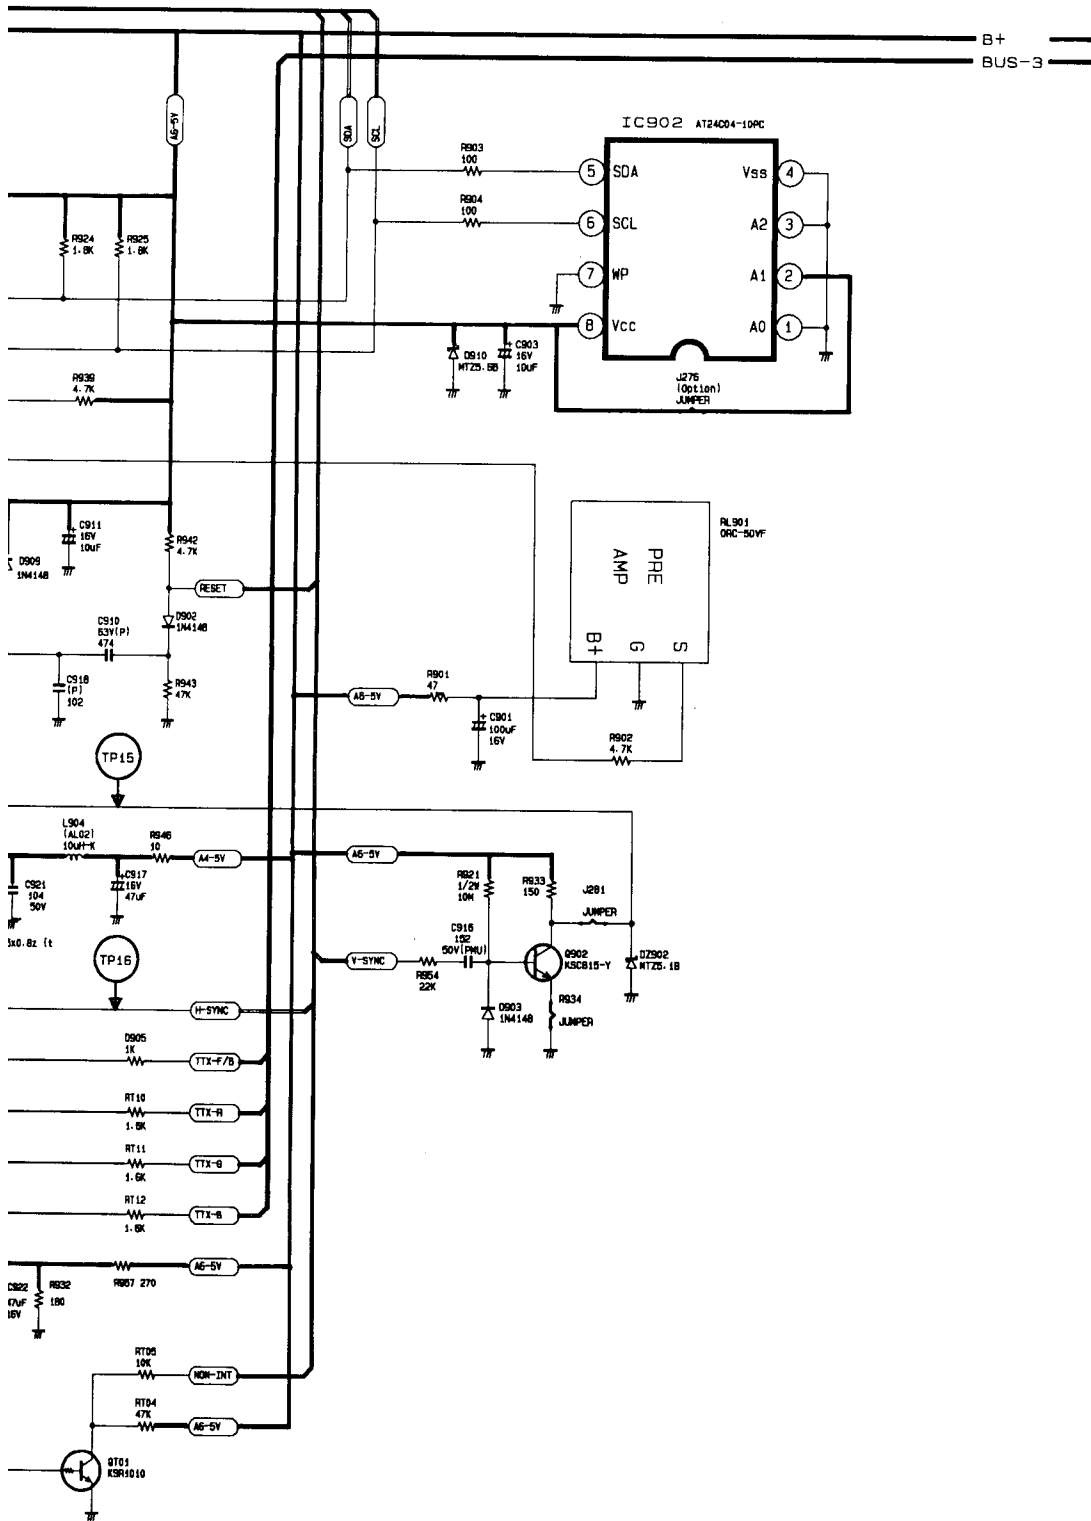 B+
BUS-3
A6-5V
SDA
SCL
IC902 AT24C04-10PC
R903
100
5 SDA
Vss 4
R904
100
6 SCL
A2 3
R924
1.8K
R925
1.8K
7 WP
A1 2
8 Vcc
A0 1
D910
MTZ5.6B
C903
16V
10uF
J276
(Option)
JUMPER
R939
4.7K
RL901
ORC-50VF
PRE
AMP
B+
G
S
C911
16V
10uF
R942
4.7K
D909
1N4148
RESET
D902
1N4148
C910
63V(P)
474
C918
(P)
102
R943
47K
A6-5V
R901
47
C901
100uF
16V
R902
4.7K
TP15
L904
(AL02)
10uH-K
R946
10
A4-5V
A6-5V
C921
104
50V
C917
16V
47uF
R921
1/2W
10M
R933
150
J281
JUMPER
5x0.8z (t
TP16
V-SYNC
R954
22K
C916
152
50V(PMU)
Q902
KSC815-Y
DZ902
MTZ5.1B
D903
1N4148
R934
JUMPER
H-SYNC
D905
1K
TTX-F/B
RT10
1.6K
TTX-R
RT11
1.6K
TTX-G
RT12
1.6K
TTX-B
A6-5V
R957 270
C922
47uF
16V
R932
180
RT05
10K
NON-INT
RT04
47K
A6-5V
QT01
KSR1010